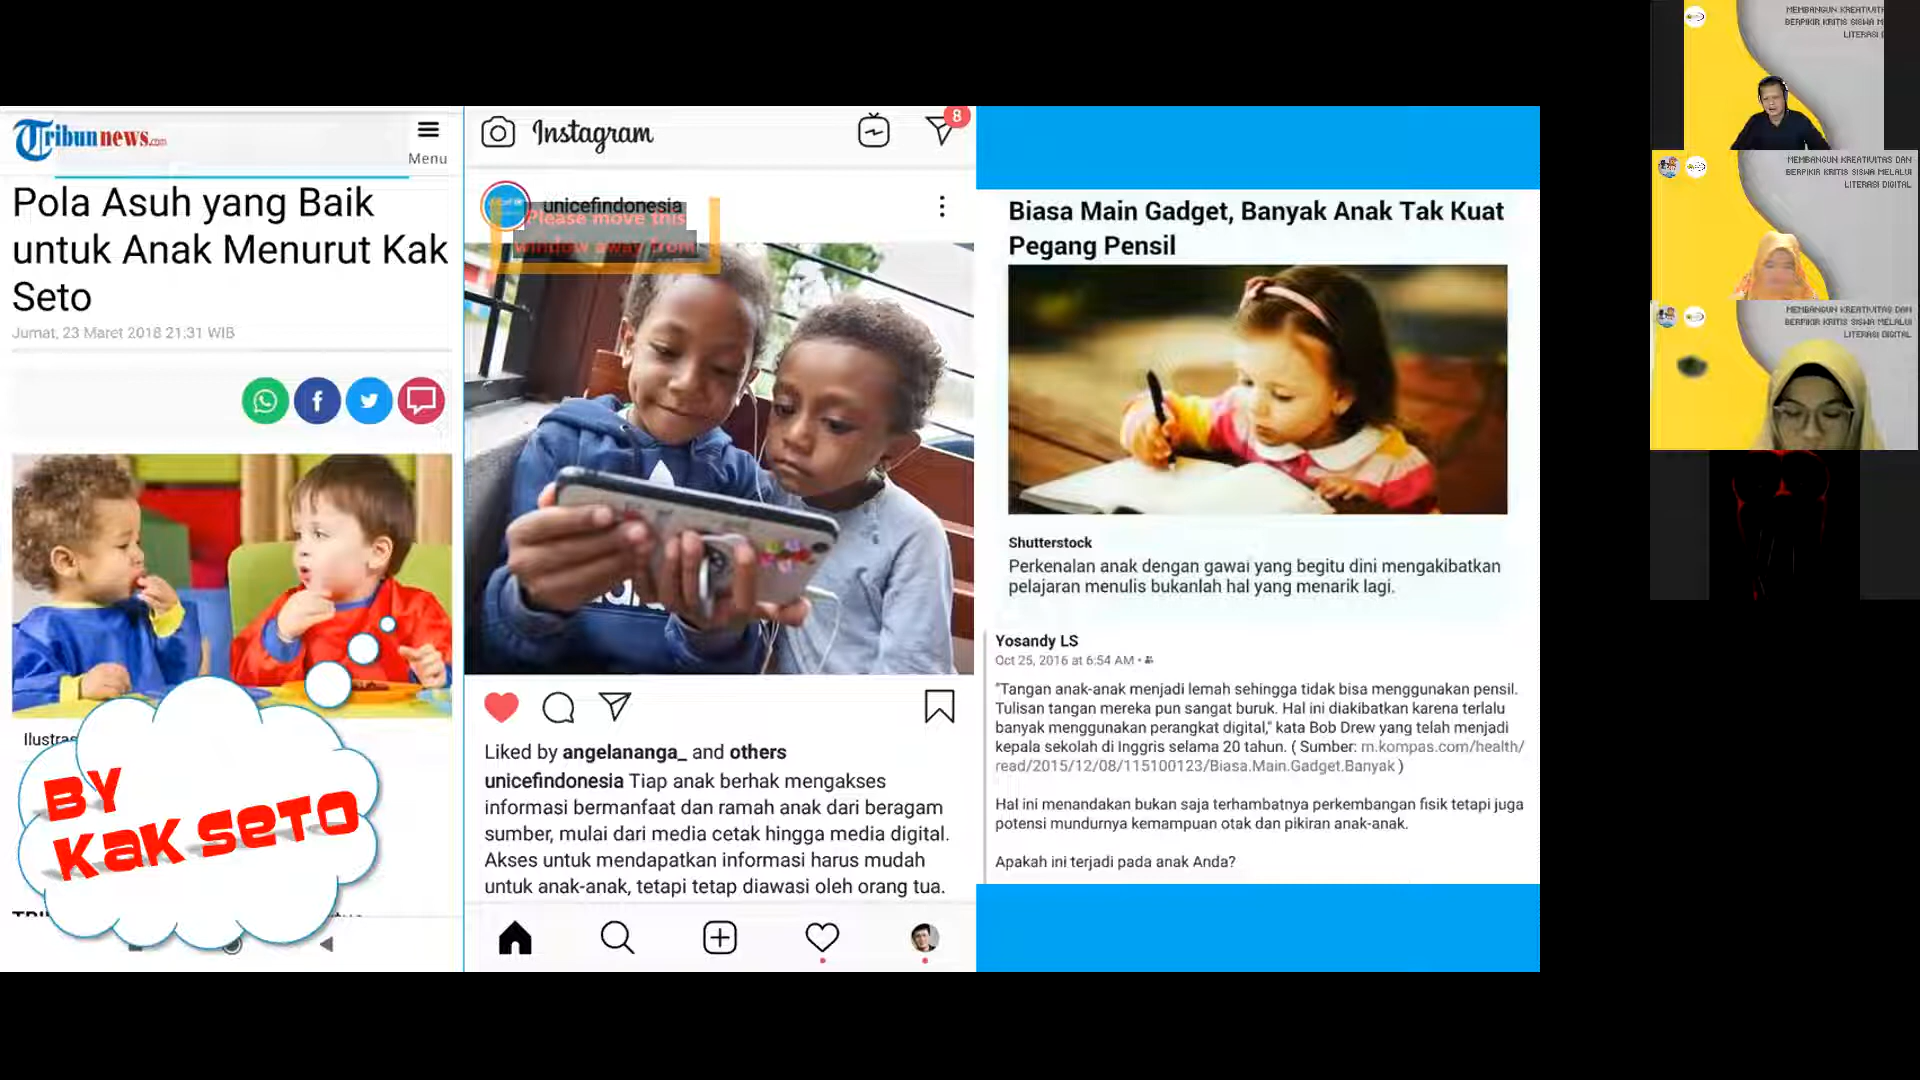 Tribunnews.com
Menu
Pola Asuh yang Baik
untuk Anak Menurut Kak
Seto
Jumat, 23 Maret 2018 21:31 WIB
BY
KAK SETO
Instagram
8
unicefindonesia
Please move this
window away from
Liked by angelananga_ and others
unicefindonesia Tiap anak berhak mengakses
informasi bermanfaat dan ramah anak dari beragam
sumber, mulai dari media cetak hingga media digital.
Akses untuk mendapatkan informasi harus mudah
untuk anak-anak, tetapi tetap diawasi oleh orang tua.
Biasa Main Gadget, Banyak Anak Tak Kuat
Pegang Pensil
Shutterstock
Perkenalan anak dengan gawai yang begitu dini mengakibatkan
pelajaran menulis bukanlah hal yang menarik lagi.
Yosandy LS
Oct 25, 2016 at 6:54 AM •
"Tangan anak-anak menjadi lemah sehingga tidak bisa menggunakan pensil.
Tulisan tangan mereka pun sangat buruk. Hal ini diakibatkan karena terlalu
banyak menggunakan perangkat digital," kata Bob Drew yang telah menjadi
kepala sekolah di Inggris selama 20 tahun. ( Sumber: m.kompas.com/health/
read/2015/12/08/115100123/Biasa.Main.Gadget.Banyak )
Hal ini menandakan bukan saja terhambatnya perkembangan fisik tetapi juga
potensi mundurnya kemampuan otak dan pikiran anak-anak.
Apakah ini terjadi pada anak Anda?
BERPIKIR KRITIS SISWA
MEMBANGUN KREATIVITAS DAN
BERPIKIR KRITIS SISWA MELALUI
LITERASI DIGITAL
MEMBANGUN KREATIVITAS DAN
BERPIKIR KRITIS SISWA MELALUI
LITERASI DIGITAL